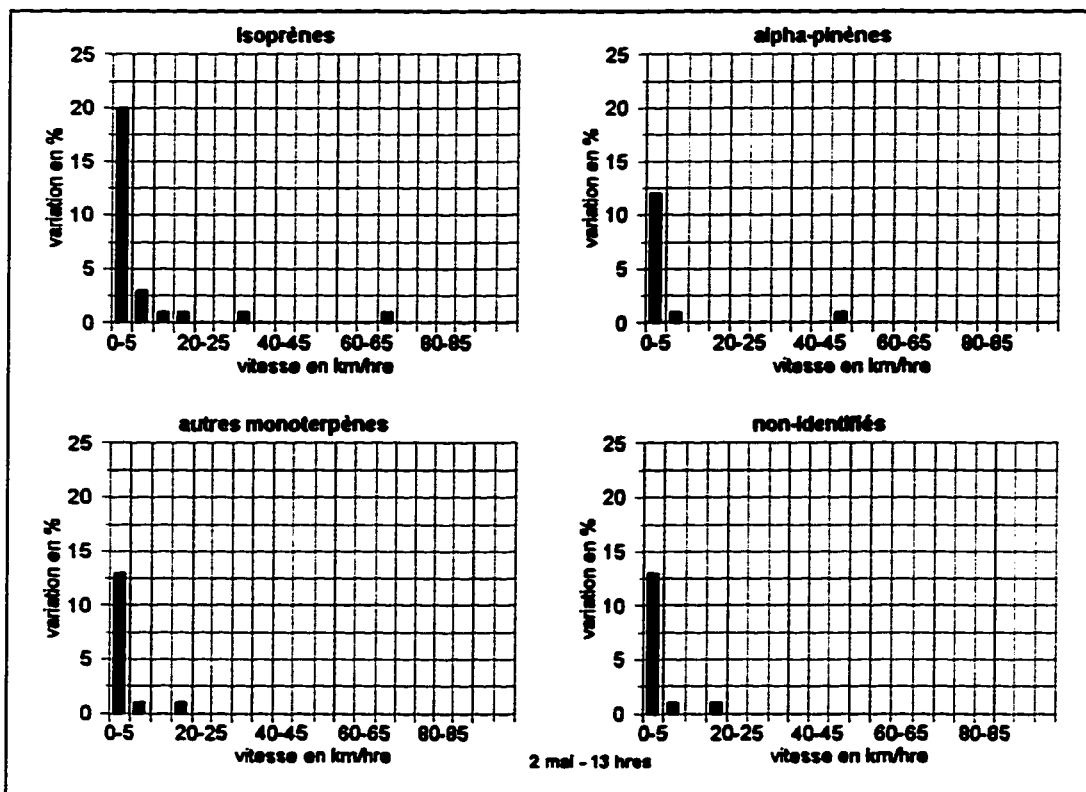 Isoprènes
25
20
15
10
5
0
variation en %
0-5 20-25 40-45 60-65 80-85
vitesse en km/hre
alpha-pinènes
25
20
15
10
5
0
variation en %
0-5 20-25 40-45 60-65 80-85
vitesse en km/hre
autres monoterpènes
25
20
15
10
5
0
variation en %
0-5 20-25 40-45 60-65 80-85
vitesse en km/hre
non-identifiés
25
20
15
10
5
0
variation en %
0-5 20-25 40-45 60-65 80-85
vitesse en km/hre
2 mai - 13 hres